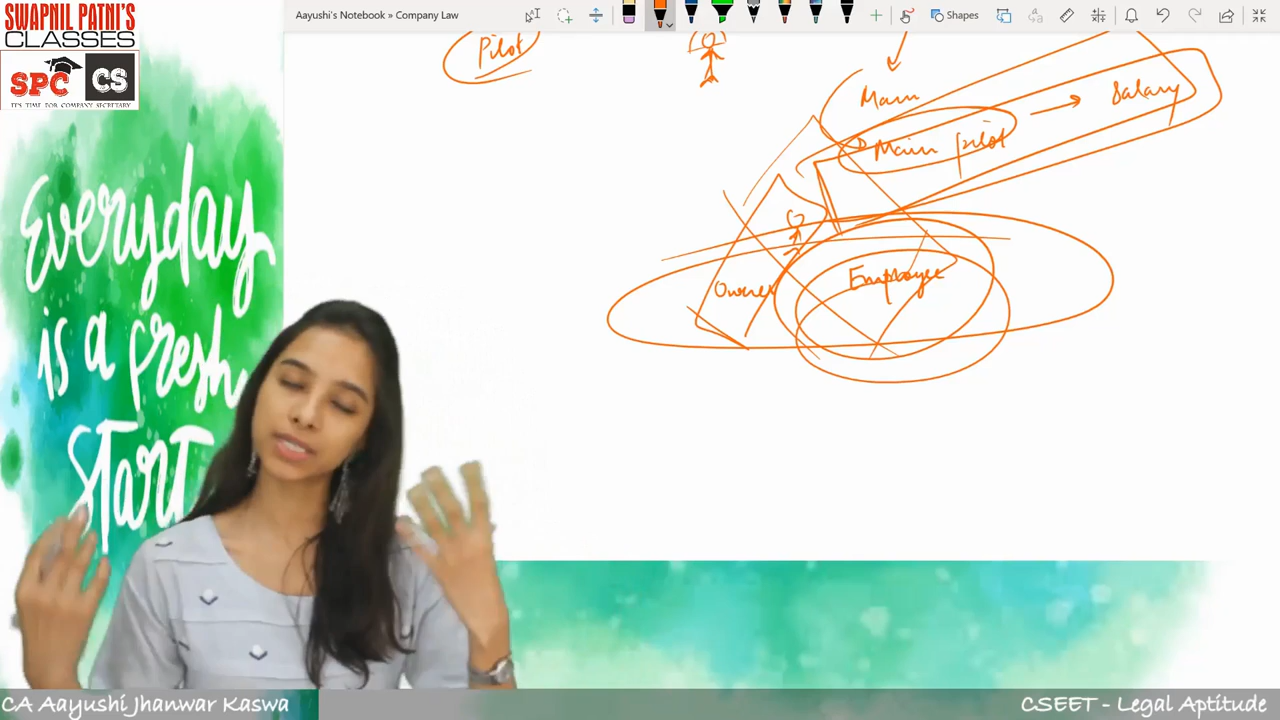 SWAPNIL PATNI'S
CLASSES
SPC CS
IT'S TIME FOR COMPANY SECRETARY
Aayushi's Notebook » Company Law
Shapes
Pilot
Main
Main pilot
Salary
Owner
Employee
Everyday
is a fresh
START
CA Aayushi Jhanwar Kaswa
CSEET - Legal Aptitude